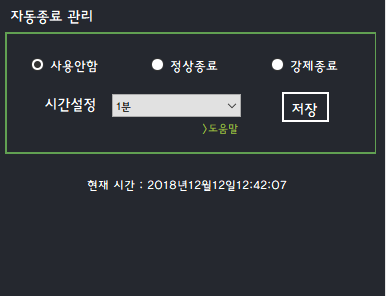 자동종료 관리
사용안함 정상종료 강제종료
시간설정 1분 저장
>도움말
현재 시간 : 2018년12월12일12:42:07